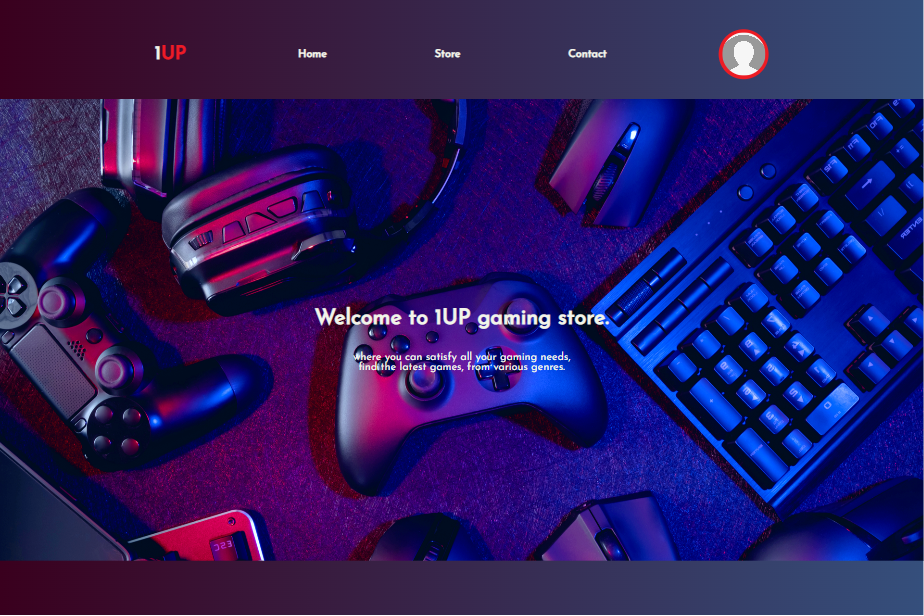 1UP
Home
Store
Contact
Welcome to 1UP gaming store.
where you can satisfy all your gaming needs,
find the latest games, from various genres.